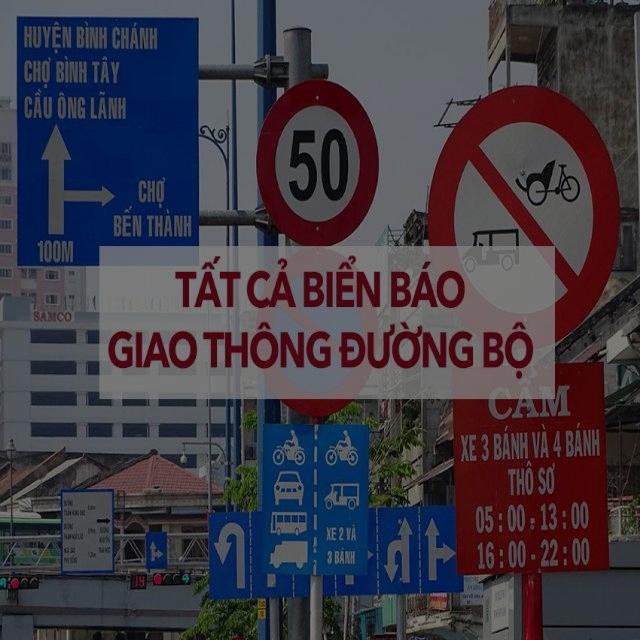 HUYỆN BÌNH CHÁNH
CHỢ BÌNH TÂY
CẦU ÔNG LÃNH
CHỢ
BẾN THÀNH
100M
50
TẤT CẢ BIỂN BÁO
GIAO THÔNG ĐƯỜNG BỘ
SAMCO
CẤM
XE 3 BÁNH VÀ 4 BÁNH
THÔ SƠ
05 : 00 - 13 : 00
16 : 00 - 22 : 00
XE 2 VÀ
3 BÁNH